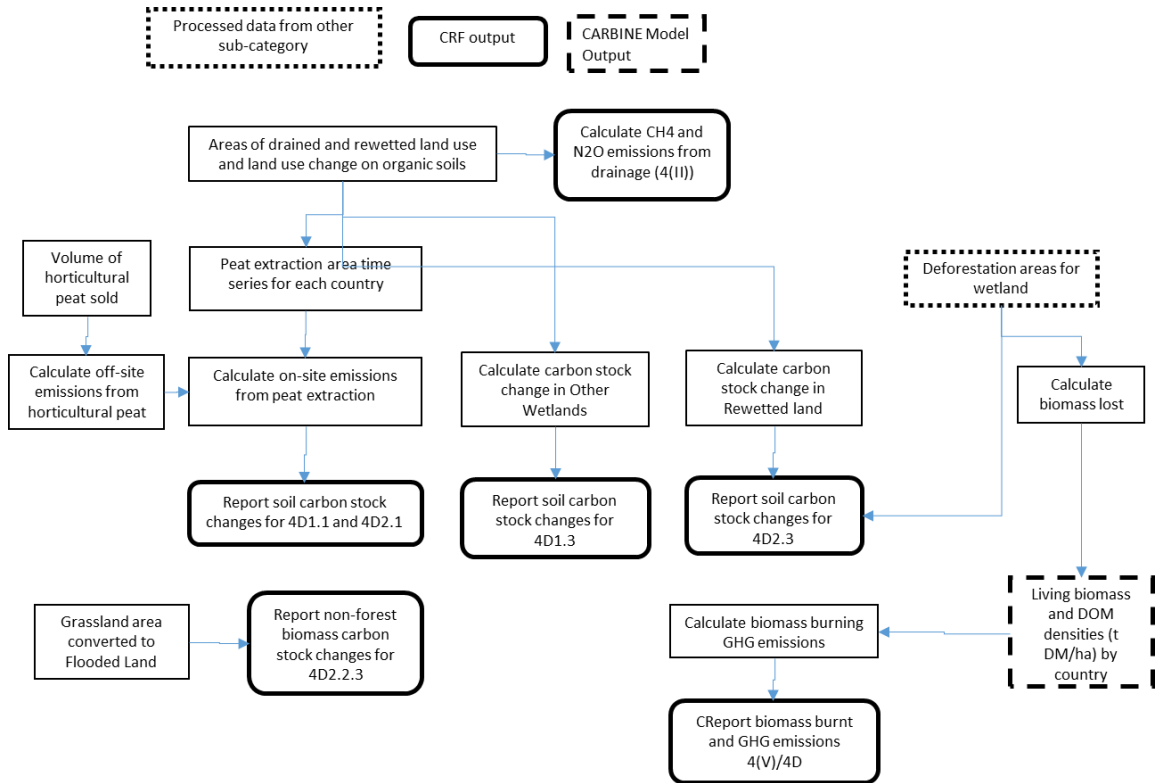 Processed data from other
sub-category
CRF output
CARBINE Model
Output
Areas of drained and rewetted land use
and land use change on organic soils
Calculate CH4 and
N2O emissions from
drainage (4(II))
Volume of
horticultural
peat sold
Peat extraction area time
series for each country
Deforestation areas for
wetland
Calculate off-site
emissions from
horticultural peat
Calculate on-site emissions
from peat extraction
Calculate carbon stock
change in Other
Wetlands
Calculate carbon
stock change in
Rewetted land
Calculate
biomass lost
Report soil carbon stock
changes for 4D1.1 and 4D2.1
Report soil carbon
stock changes for
4D1.3
Report soil carbon
stock changes for
4D2.3
Grassland area
converted to
Flooded Land
Report non-forest
biomass carbon
stock changes for
4D2.2.3
Calculate biomass burning
GHG emissions
Living biomass
and DOM
densities (t
DM/ha) by
country
CReport biomass burnt
and GHG emissions
4(V)/4D